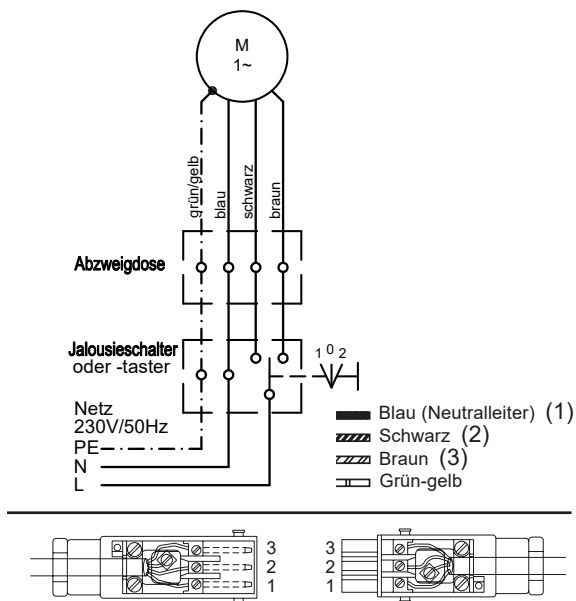 M
1~
grün/gelb
blau
schwarz
braun
Abzweigdose
Jalousieschalter
oder -taster
1 0 2
Netz
230V/50Hz
PE
N
L
Blau (Neutralleiter) (1)
Schwarz (2)
Braun (3)
Grün-gelb
3
2
1
3
2
1